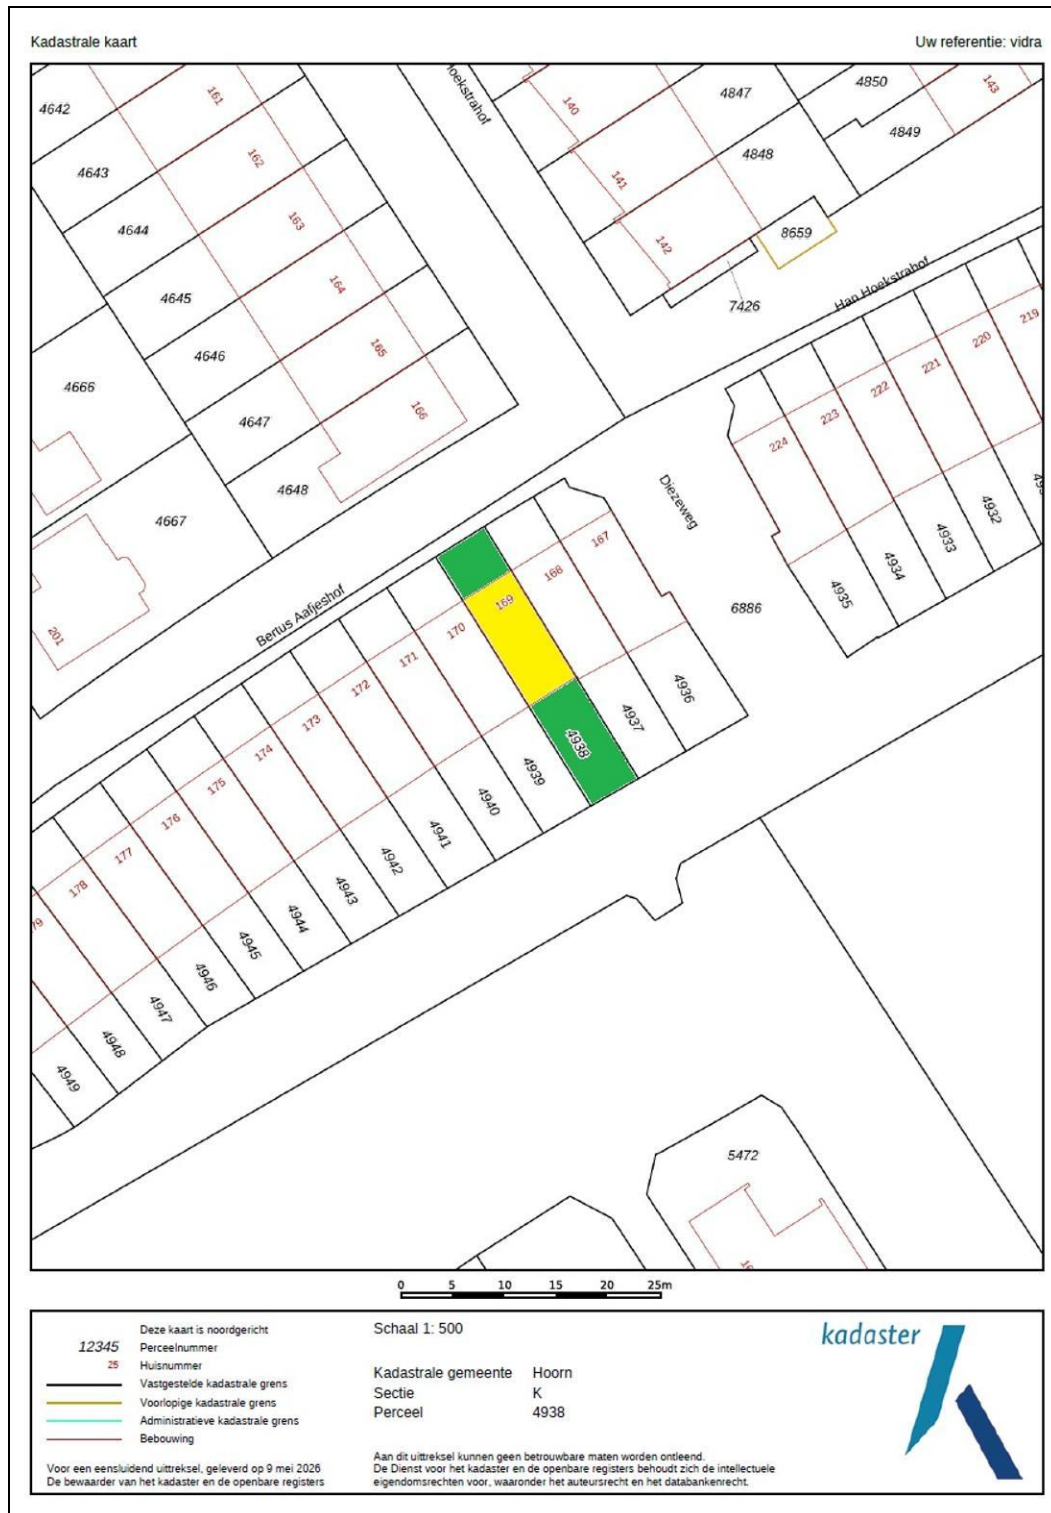 Kadastrale kaart
Uw referentie: vidra
4642
161
Hoekstrahof
140
4847
4850
143
4643
162
141
4848
4849
4644
163
142
8659
4645
164
7426
Han Hoekstrahof
4646
165
219
220
221
222
223
224
4666
4647
166
4648
4667
Diezeweg
4932
4933
4934
4935
6886
201
Bertus Aafjeshof
167
168
169
170
171
172
173
174
175
176
177
178
4936
4937
4938
4939
4940
4941
4942
4943
4944
4945
4946
4947
4948
4949
5472
0 5 10 15 20 25m
Deze kaart is noordgericht
12345 Perceelnummer
25 Huisnummer
Vastgestelde kadastrale grens
Voorlopige kadastrale grens
Administratieve kadastrale grens
Bebouwing
Voor een eensluidend uittreksel, geleverd op 9 mei 2026
De bewaarder van het kadaster en de openbare registers
Schaal 1: 500
Kadastrale gemeente Hoorn
Sectie K
Perceel 4938
Aan dit uittreksel kunnen geen betrouwbare maten worden ontleend.
De Dienst voor het kadaster en de openbare registers behoudt zich de intellectuele
eigendomsrechten voor, waaronder het auteursrecht en het databankenrecht.
kadaster